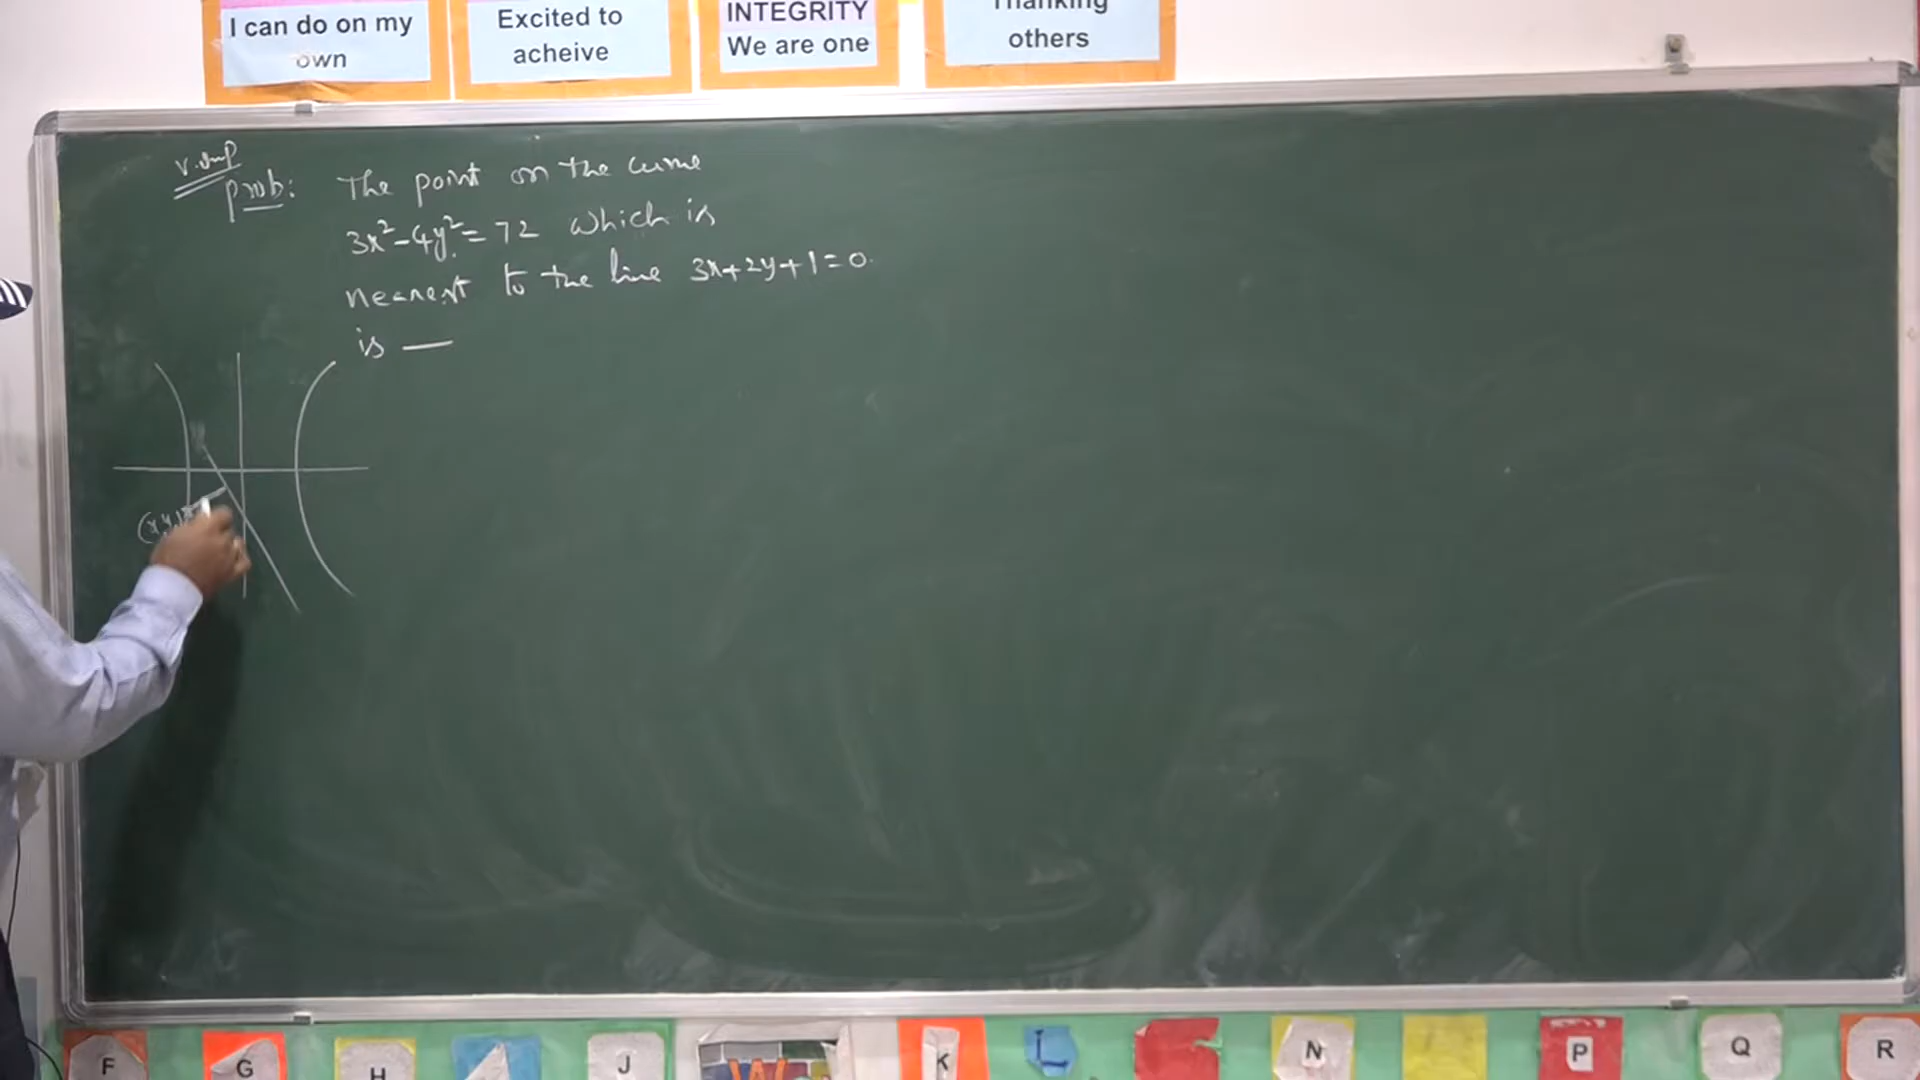 I can do on my
own
Excited to
acheive
INTEGRITY
We are one
Thanking
others
V.Imp
prob: The point on the curve
3x²-4y²=72 which is
nearest to the line 3x+2y+1=0.
is —
F G H J K L N P Q R